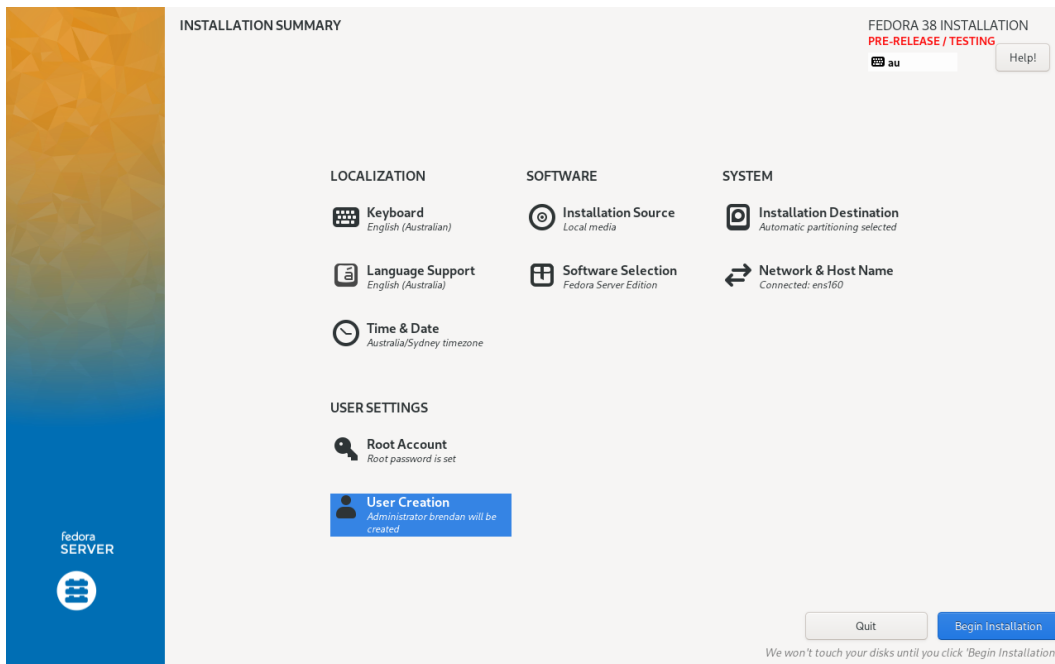 INSTALLATION SUMMARY
FEDORA 38 INSTALLATION
PRE-RELEASE / TESTING
au
Help!
LOCALIZATION
SOFTWARE
SYSTEM
Keyboard
English (Australian)
Installation Source
Local media
Installation Destination
Automatic partitioning selected
Language Support
English (Australia)
Software Selection
Fedora Server Edition
Network & Host Name
Connected: ens160
Time & Date
Australia/Sydney timezone
USER SETTINGS
Root Account
Root password is set
User Creation
Administrator brendan will be
created
fedora
SERVER
Quit
Begin Installation
We won't touch your disks until you click 'Begin Installation